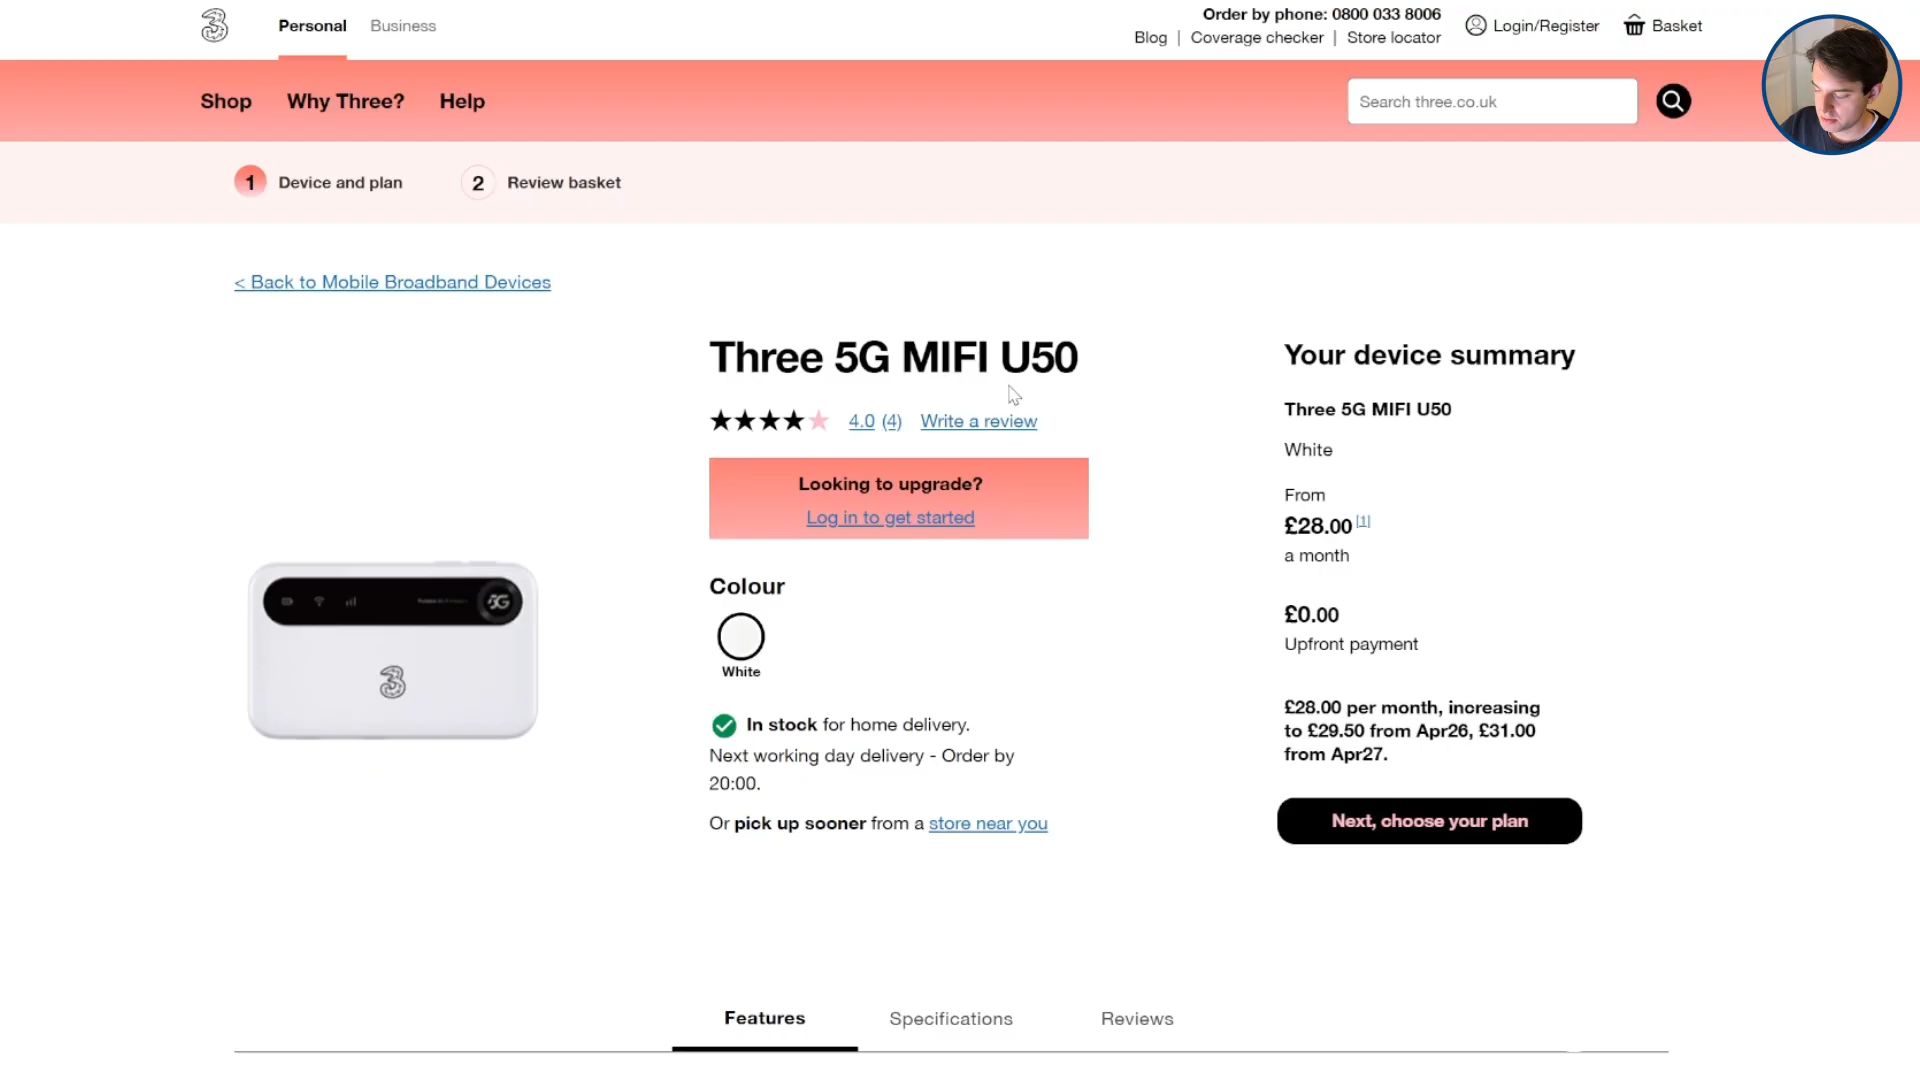 Personal Business
Order by phone: 0800 033 8006
Blog | Coverage checker | Store locator
Login/Register
Basket
Shop Why Three? Help
Search three.co.uk
1 Device and plan
2 Review basket
< Back to Mobile Broadband Devices
Three 5G MIFI U50
4.0 (4) Write a review
Looking to upgrade?
Log in to get started
Colour
White
In stock for home delivery.
Next working day delivery - Order by
20:00.
Or pick up sooner from a store near you
5G
3
Your device summary
Three 5G MIFI U50
White
From
£28.00 [1]
a month
£0.00
Upfront payment
£28.00 per month, increasing
to £29.50 from Apr26, £31.00
from Apr27.
Next, choose your plan
Features Specifications Reviews